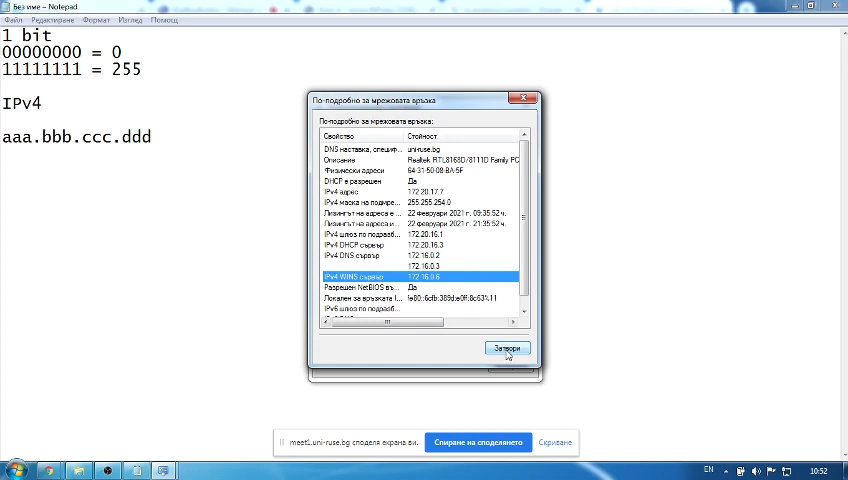 Без име – Notepad
Файл Редактиране Формат Изглед Помощ
1 bit
00000000 = 0
11111111 = 255
IPv4
aaa.bbb.ccc.ddd
По-подробно за мрежовата връзка
По-подробно за мрежовата връзка:
Свойство Стойност
DNS наставка, специф... uni-ruse.bg
Описание Realtek RTL8168D/8111D Family PC
Физически адреси 64-31-50-08-BA-5F
DHCP е разрешен Да
IPv4 адрес 172.20.17.7
IPv4 маска на подмре... 255.255.254.0
Лизингът на адреса е ... 22 Февруари 2021 г. 09:35:52 ч.
Лизингът на адреса и... 22 Февруари 2021 г. 21:35:52 ч.
IPv4 шлюз по подразб... 172.20.16.1
IPv4 DHCP сървър 172.20.16.3
IPv4 DNS сървър 172.16.0.2
172.16.0.3
IPv4 WINS сървър 172.16.0.6
Разрешен NetBIOS въ... Да
Локален за връзката I... fe80::6cfb:389d:e0ff:8c63%11
IPv6 шлюз по подразб...
Затвори
meet1.uni-ruse.bg споделя екрана ви.
Спиране на споделянето
Скриване
EN
10:52